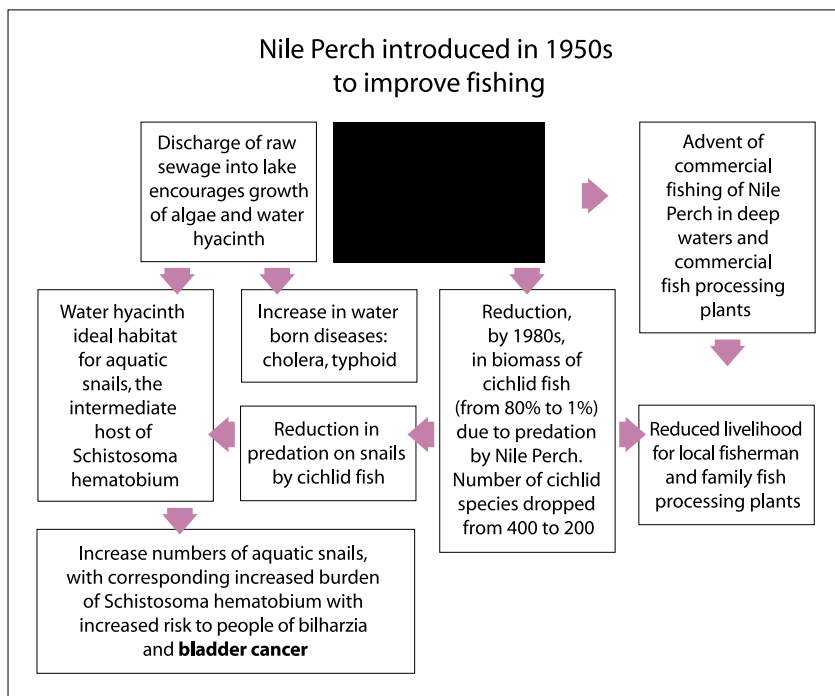 Nile Perch introduced in 1950s
to improve fishing
Discharge of raw
sewage into lake
encourages growth
of algae and water
hyacinth
Advent of
commercial
fishing of Nile
Perch in deep
waters and
commercial
fish processing
plants
Water hyacinth
ideal habitat
for aquatic
snails, the
intermediate
host of
Schistosoma
hematobium
Increase in water
born diseases:
cholera, typhoid
Reduction,
by 1980s,
in biomass of
cichlid fish
(from 80% to 1%)
due to predation
by Nile Perch.
Number of cichlid
species dropped
from 400 to 200
Reduction in
predation on snails
by cichlid fish
Reduced livelihood
for local fisherman
and family fish
processing plants
Increase numbers of aquatic snails,
with corresponding increased burden
of Schistosoma hematobium with
increased risk to people of bilharzia
and bladder cancer